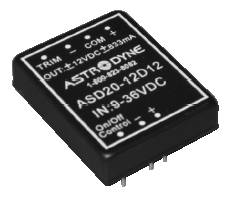 TRIM - COM +
OUT:±12VDC ±833mA
ASTRODYNE
1-800-823-8082
ASD20-12D12
IN:9-36VDC
On/Off
Control - +